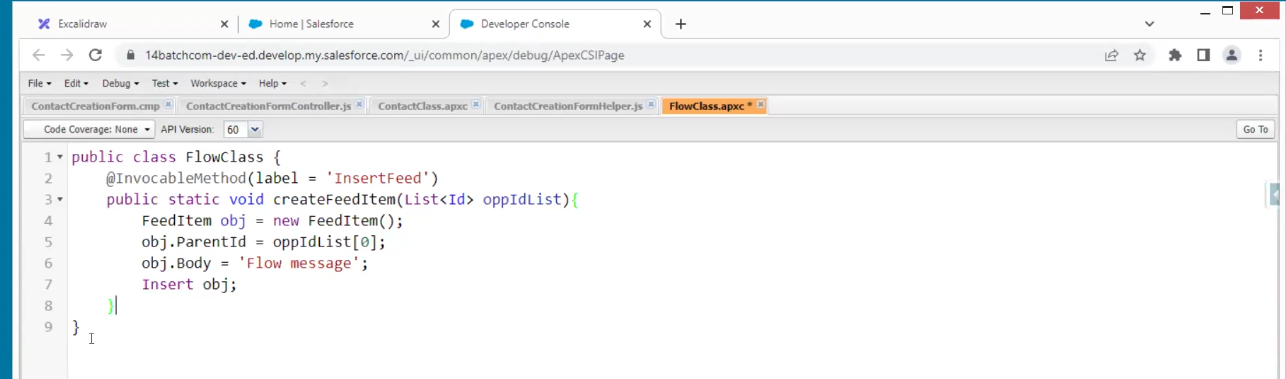 Excalidraw
Home | Salesforce
Developer Console
14batchcom-dev-ed.develop.my.salesforce.com/_ui/common/apex/debug/ApexCSIPage
File Edit Debug Test Workspace Help < >
ContactCreationForm.cmp ContactCreationFormController.js ContactClass.apxc ContactCreationFormHelper.js FlowClass.apxc *
Code Coverage: None API Version: 60 Go To
1 public class FlowClass {
2 @InvocableMethod(label = 'InsertFeed')
3 public static void createFeedItem(List<Id> oppIdList){
4 FeedItem obj = new FeedItem();
5 obj.ParentId = oppIdList[0];
6 obj.Body = 'Flow message';
7 Insert obj;
8 }
9 }